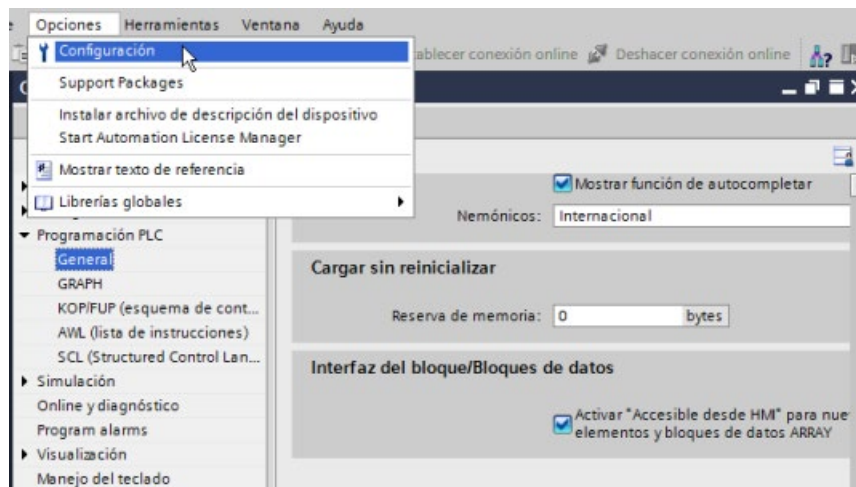 Opciones Herramientas Ventana Ayuda
Configuración
Establecer conexión online Deshacer conexión online
Support Packages
Instalar archivo de descripción del dispositivo
Start Automation License Manager
Mostrar texto de referencia
Librerías globales
Mostrar función de autocompletar
Nemónicos: Internacional
Programación PLC
General
GRAPH
KOP/FUP (esquema de cont...
AWL (lista de instrucciones)
SCL (Structured Control Lan...
Simulación
Online y diagnóstico
Program alarms
Visualización
Manejo del teclado
Cargar sin reinicializar
Reserva de memoria: 0 bytes
Interfaz del bloque/Bloques de datos
Activar "Accesible desde HMI" para nue
elementos y bloques de datos ARRAY